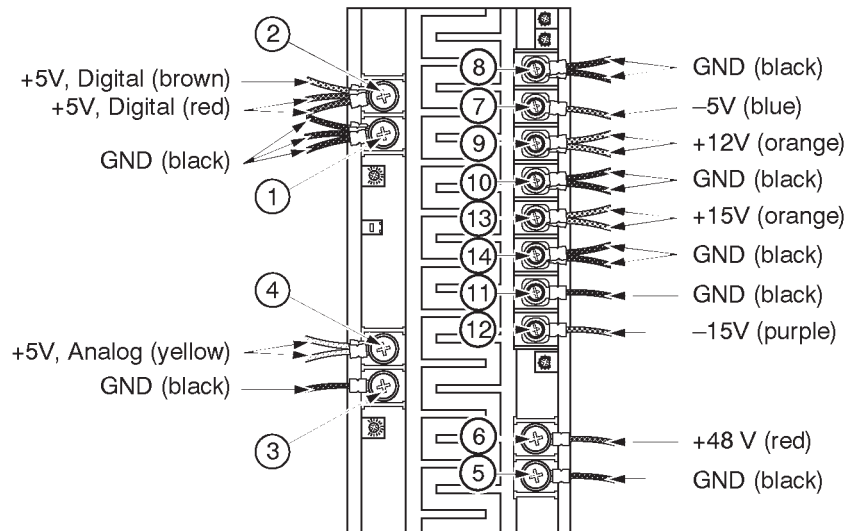 2
+5V, Digital (brown)
+5V, Digital (red)
GND (black)
1
4
+5V, Analog (yellow)
GND (black)
3
8 GND (black)
7 –5V (blue)
9 +12V (orange)
10 GND (black)
13 +15V (orange)
14 GND (black)
11 GND (black)
12 –15V (purple)
6 +48 V (red)
5 GND (black)